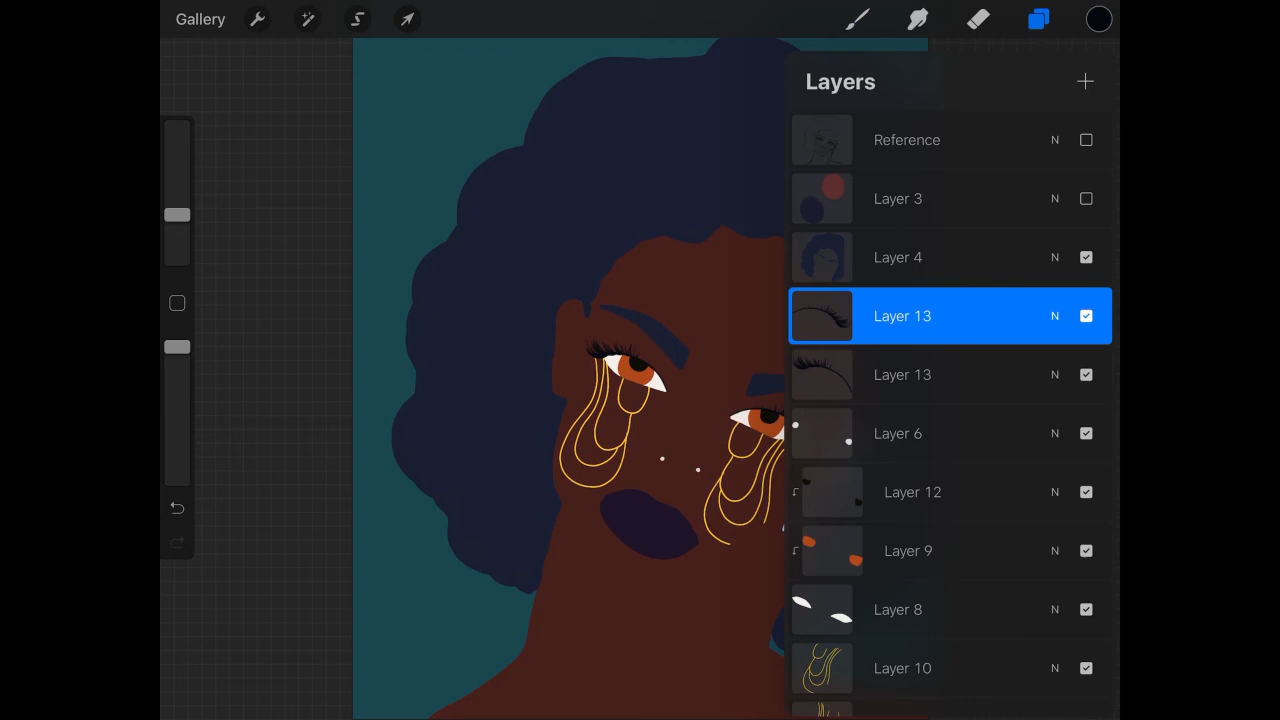 Gallery
Layers
Reference N
Layer 3 N
Layer 4 N
Layer 13 N
Layer 13 N
Layer 6 N
Layer 12 N
Layer 9 N
Layer 8 N
Layer 10 N